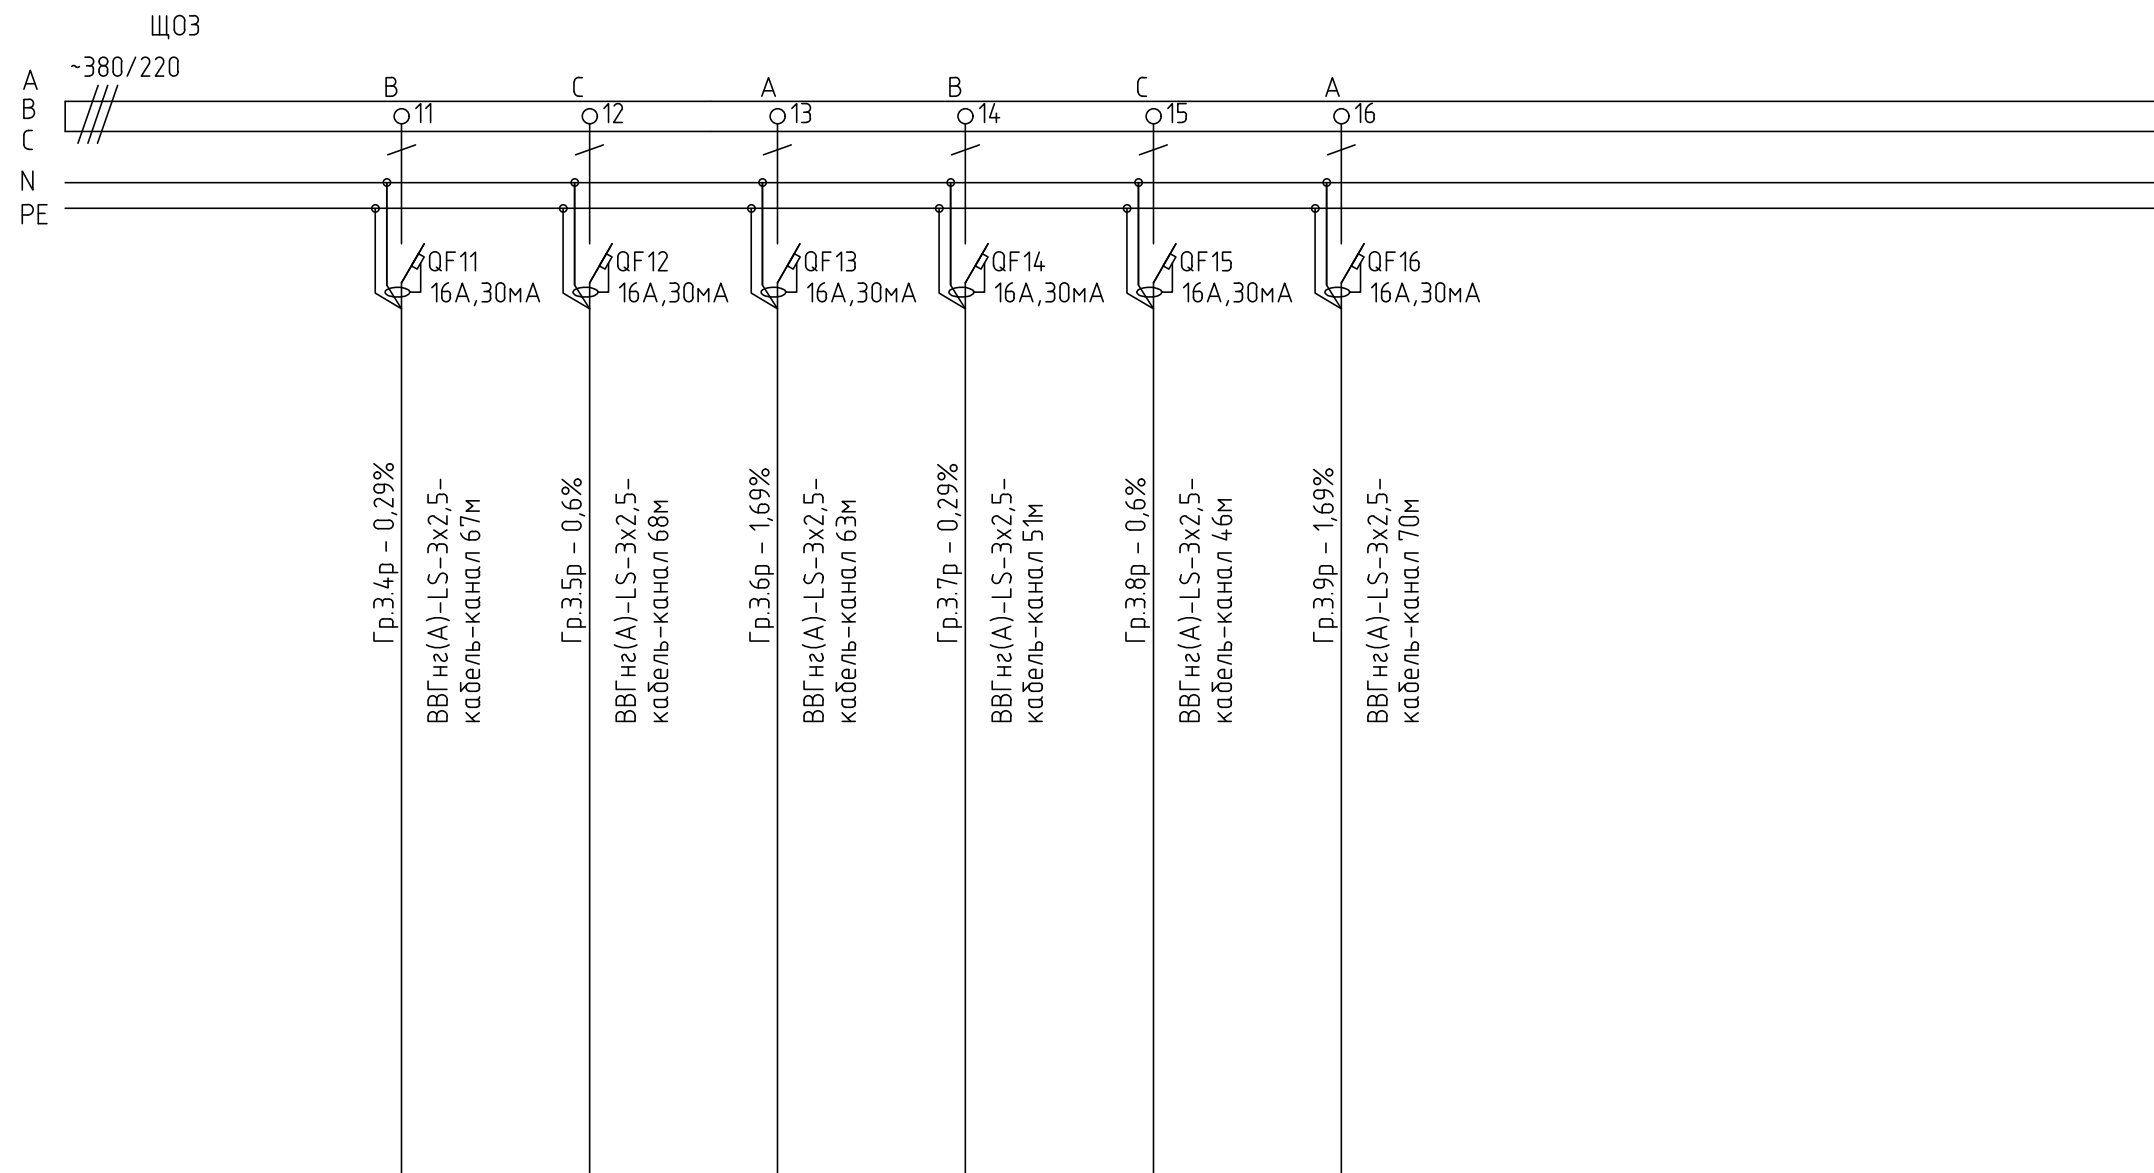 ЩО3
~380/220
A
B
C
N
PE
B
C
A
B
C
A
11
12
13
14
15
16
QF11
16А,30мА
QF12
16А,30мА
QF13
16А,30мА
QF14
16А,30мА
QF15
16А,30мА
QF16
16А,30мА
Гр.3.4р - 0,29%
ВВГнг(А)-LS-3х2,5-
кабель-канал 67м
Гр.3.5р - 0,6%
ВВГнг(А)-LS-3х2,5-
кабель-канал 68м
Гр.3.6р - 1,69%
ВВГнг(А)-LS-3х2,5-
кабель-канал 63м
Гр.3.7р - 0,29%
ВВГнг(А)-LS-3х2,5-
кабель-канал 51м
Гр.3.8р - 0,6%
ВВГнг(А)-LS-3х2,5-
кабель-канал 46м
Гр.3.9р - 1,69%
ВВГнг(А)-LS-3х2,5-
кабель-канал 70м